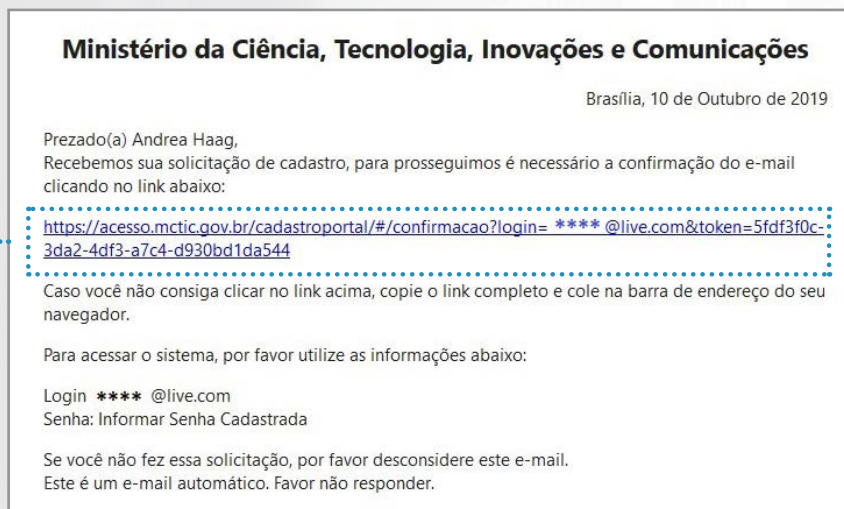 Ministério da Ciência, Tecnologia, Inovações e Comunicações
Brasília, 10 de Outubro de 2019
Prezado(a) Andrea Haag,
Recebemos sua solicitação de cadastro, para prosseguimos é necessário a confirmação do e-mail
clicando no link abaixo:
https://acesso.mctic.gov.br/cadastroportal/#/confirmacao?login= **** @live.com&token=5fdf3f0c-
3da2-4df3-a7c4-d930bd1da544
Caso você não consiga clicar no link acima, copie o link completo e cole na barra de endereço do seu
navegador.
Para acessar o sistema, por favor utilize as informações abaixo:
Login **** @live.com
Senha: Informar Senha Cadastrada
Se você não fez essa solicitação, por favor desconsidere este e-mail.
Este é um e-mail automático. Favor não responder.